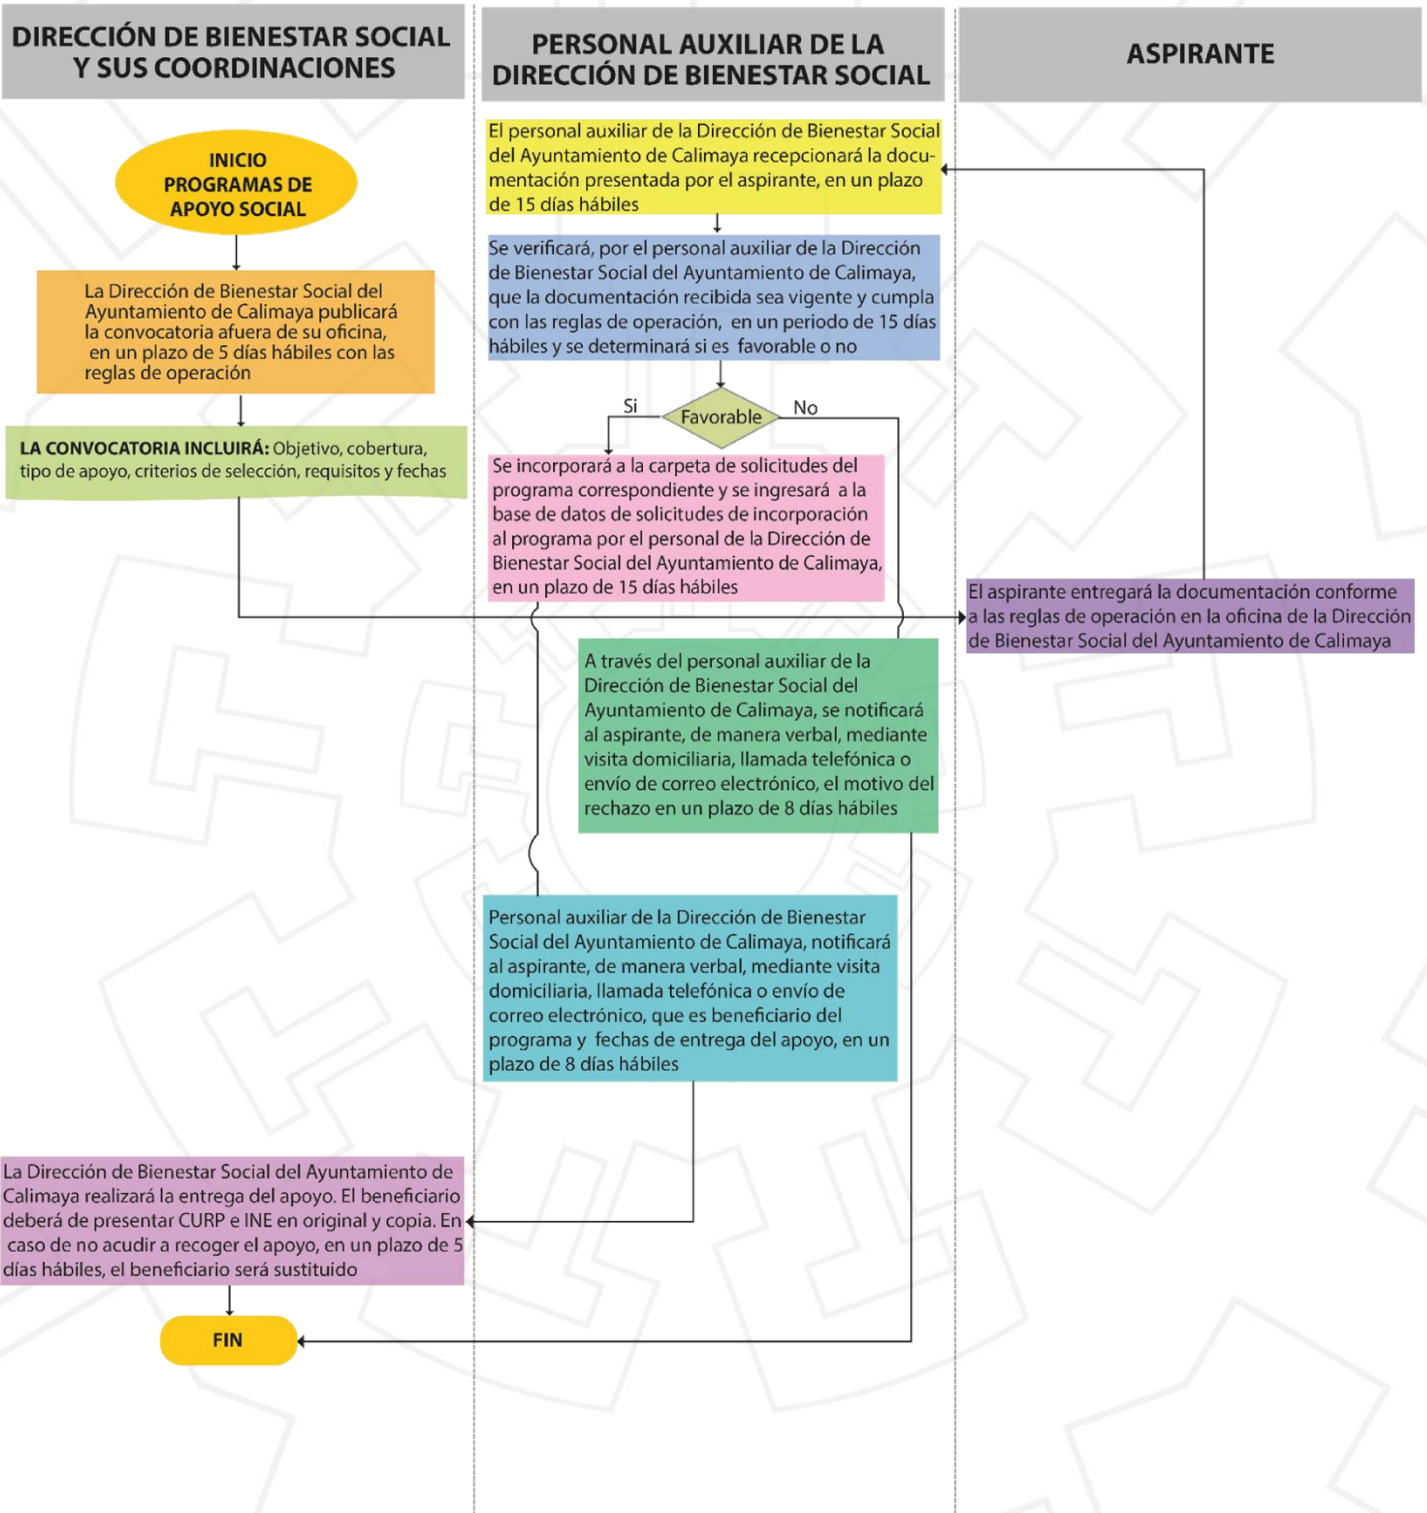 DIRECCIÓN DE BIENESTAR SOCIAL
Y SUS COORDINACIONES
PERSONAL AUXILIAR DE LA
DIRECCIÓN DE BIENESTAR SOCIAL
ASPIRANTE
INICIO
PROGRAMAS DE
APOYO SOCIAL
La Dirección de Bienestar Social del
Ayuntamiento de Calimaya publicará
la convocatoria afuera de su oficina,
en un plazo de 5 días hábiles con las
reglas de operación
LA CONVOCATORIA INCLUIRÁ: Objetivo, cobertura,
tipo de apoyo, criterios de selección, requisitos y fechas
El aspirante entregará la documentación conforme
a las reglas de operación en la oficina de la Dirección
de Bienestar Social del Ayuntamiento de Calimaya
El personal auxiliar de la Dirección de Bienestar Social
del Ayuntamiento de Calimaya recepcionará la docu-
mentación presentada por el aspirante, en un plazo
de 15 días hábiles
Se verificará, por el personal auxiliar de la Dirección
de Bienestar Social del Ayuntamiento de Calimaya,
que la documentación recibida sea vigente y cumpla
con las reglas de operación, en un periodo de 15 días
hábiles y se determinará si es favorable o no
Si
Favorable
No
Se incorporará a la carpeta de solicitudes del
programa correspondiente y se ingresará a la
base de datos de solicitudes de incorporación
al programa por el personal de la Dirección de
Bienestar Social del Ayuntamiento de Calimaya,
en un plazo de 15 días hábiles
A través del personal auxiliar de la
Dirección de Bienestar Social del
Ayuntamiento de Calimaya, se notificará
al aspirante, de manera verbal, mediante
visita domiciliaria, llamada telefónica o
envío de correo electrónico, el motivo del
rechazo en un plazo de 8 días hábiles
Personal auxiliar de la Dirección de Bienestar
Social del Ayuntamiento de Calimaya, notificará
al aspirante, de manera verbal, mediante visita
domiciliaria, llamada telefónica o envío de
correo electrónico, que es beneficiario del
programa y fechas de entrega del apoyo, en un
plazo de 8 días hábiles
La Dirección de Bienestar Social del Ayuntamiento de
Calimaya realizará la entrega del apoyo. El beneficiario
deberá de presentar CURP e INE en original y copia. En
caso de no acudir a recoger el apoyo, en un plazo de 5
días hábiles, el beneficiario será sustituido
FIN